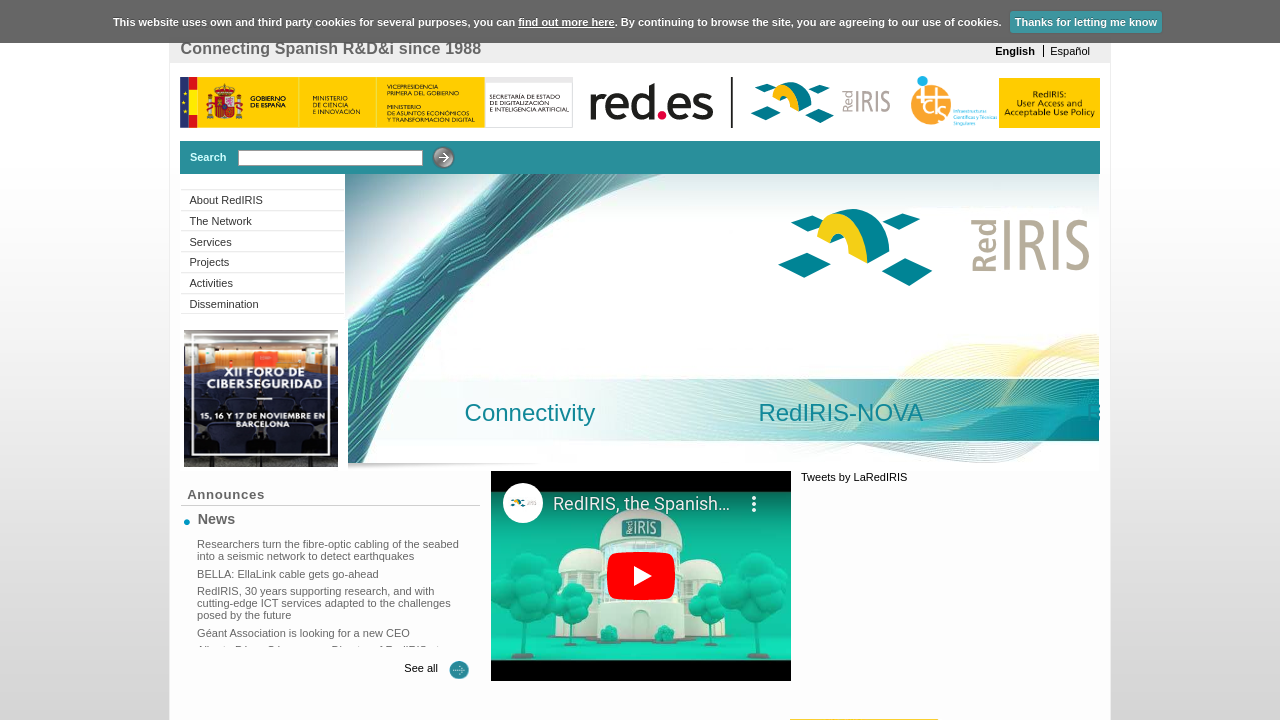 This website uses own and third party cookies for several purposes, you can find out more here. By continuing to browse the site, you are agreeing to our use of cookies. Thanks for letting me know
Connecting Spanish R&D&i since 1988
English Español
GOBIERNO DE ESPAÑA
MINISTERIO DE CIENCIA E INNOVACIÓN
VICEPRESIDENCIA PRIMERA DEL GOBIERNO
MINISTERIO DE ASUNTOS ECONÓMICOS Y TRANSFORMACIÓN DIGITAL
SECRETARÍA DE ESTADO DE DIGITALIZACIÓN E INTELIGENCIA ARTIFICIAL
red.es
RedIRIS
icts
Infraestructuras Científicas y Técnicas Singulares
RedIRIS: User Access and Acceptable Use Policy
Search
About RedIRIS
The Network
Services
Projects
Activities
Dissemination
RedIRIS
XII FORO DE
CIBERSEGURIDAD
15, 16 Y 17 DE NOVIEMBRE EN
BARCELONA
Connectivity RedIRIS-NOVA
Announces
News
Researchers turn the fibre-optic cabling of the seabed
into a seismic network to detect earthquakes
BELLA: EllaLink cable gets go-ahead
RedIRIS, 30 years supporting research, and with
cutting-edge ICT services adapted to the challenges
posed by the future
Géant Association is looking for a new CEO
See all
RedIRIS, the Spanish...
RedIRIS
Tweets by LaRedIRIS